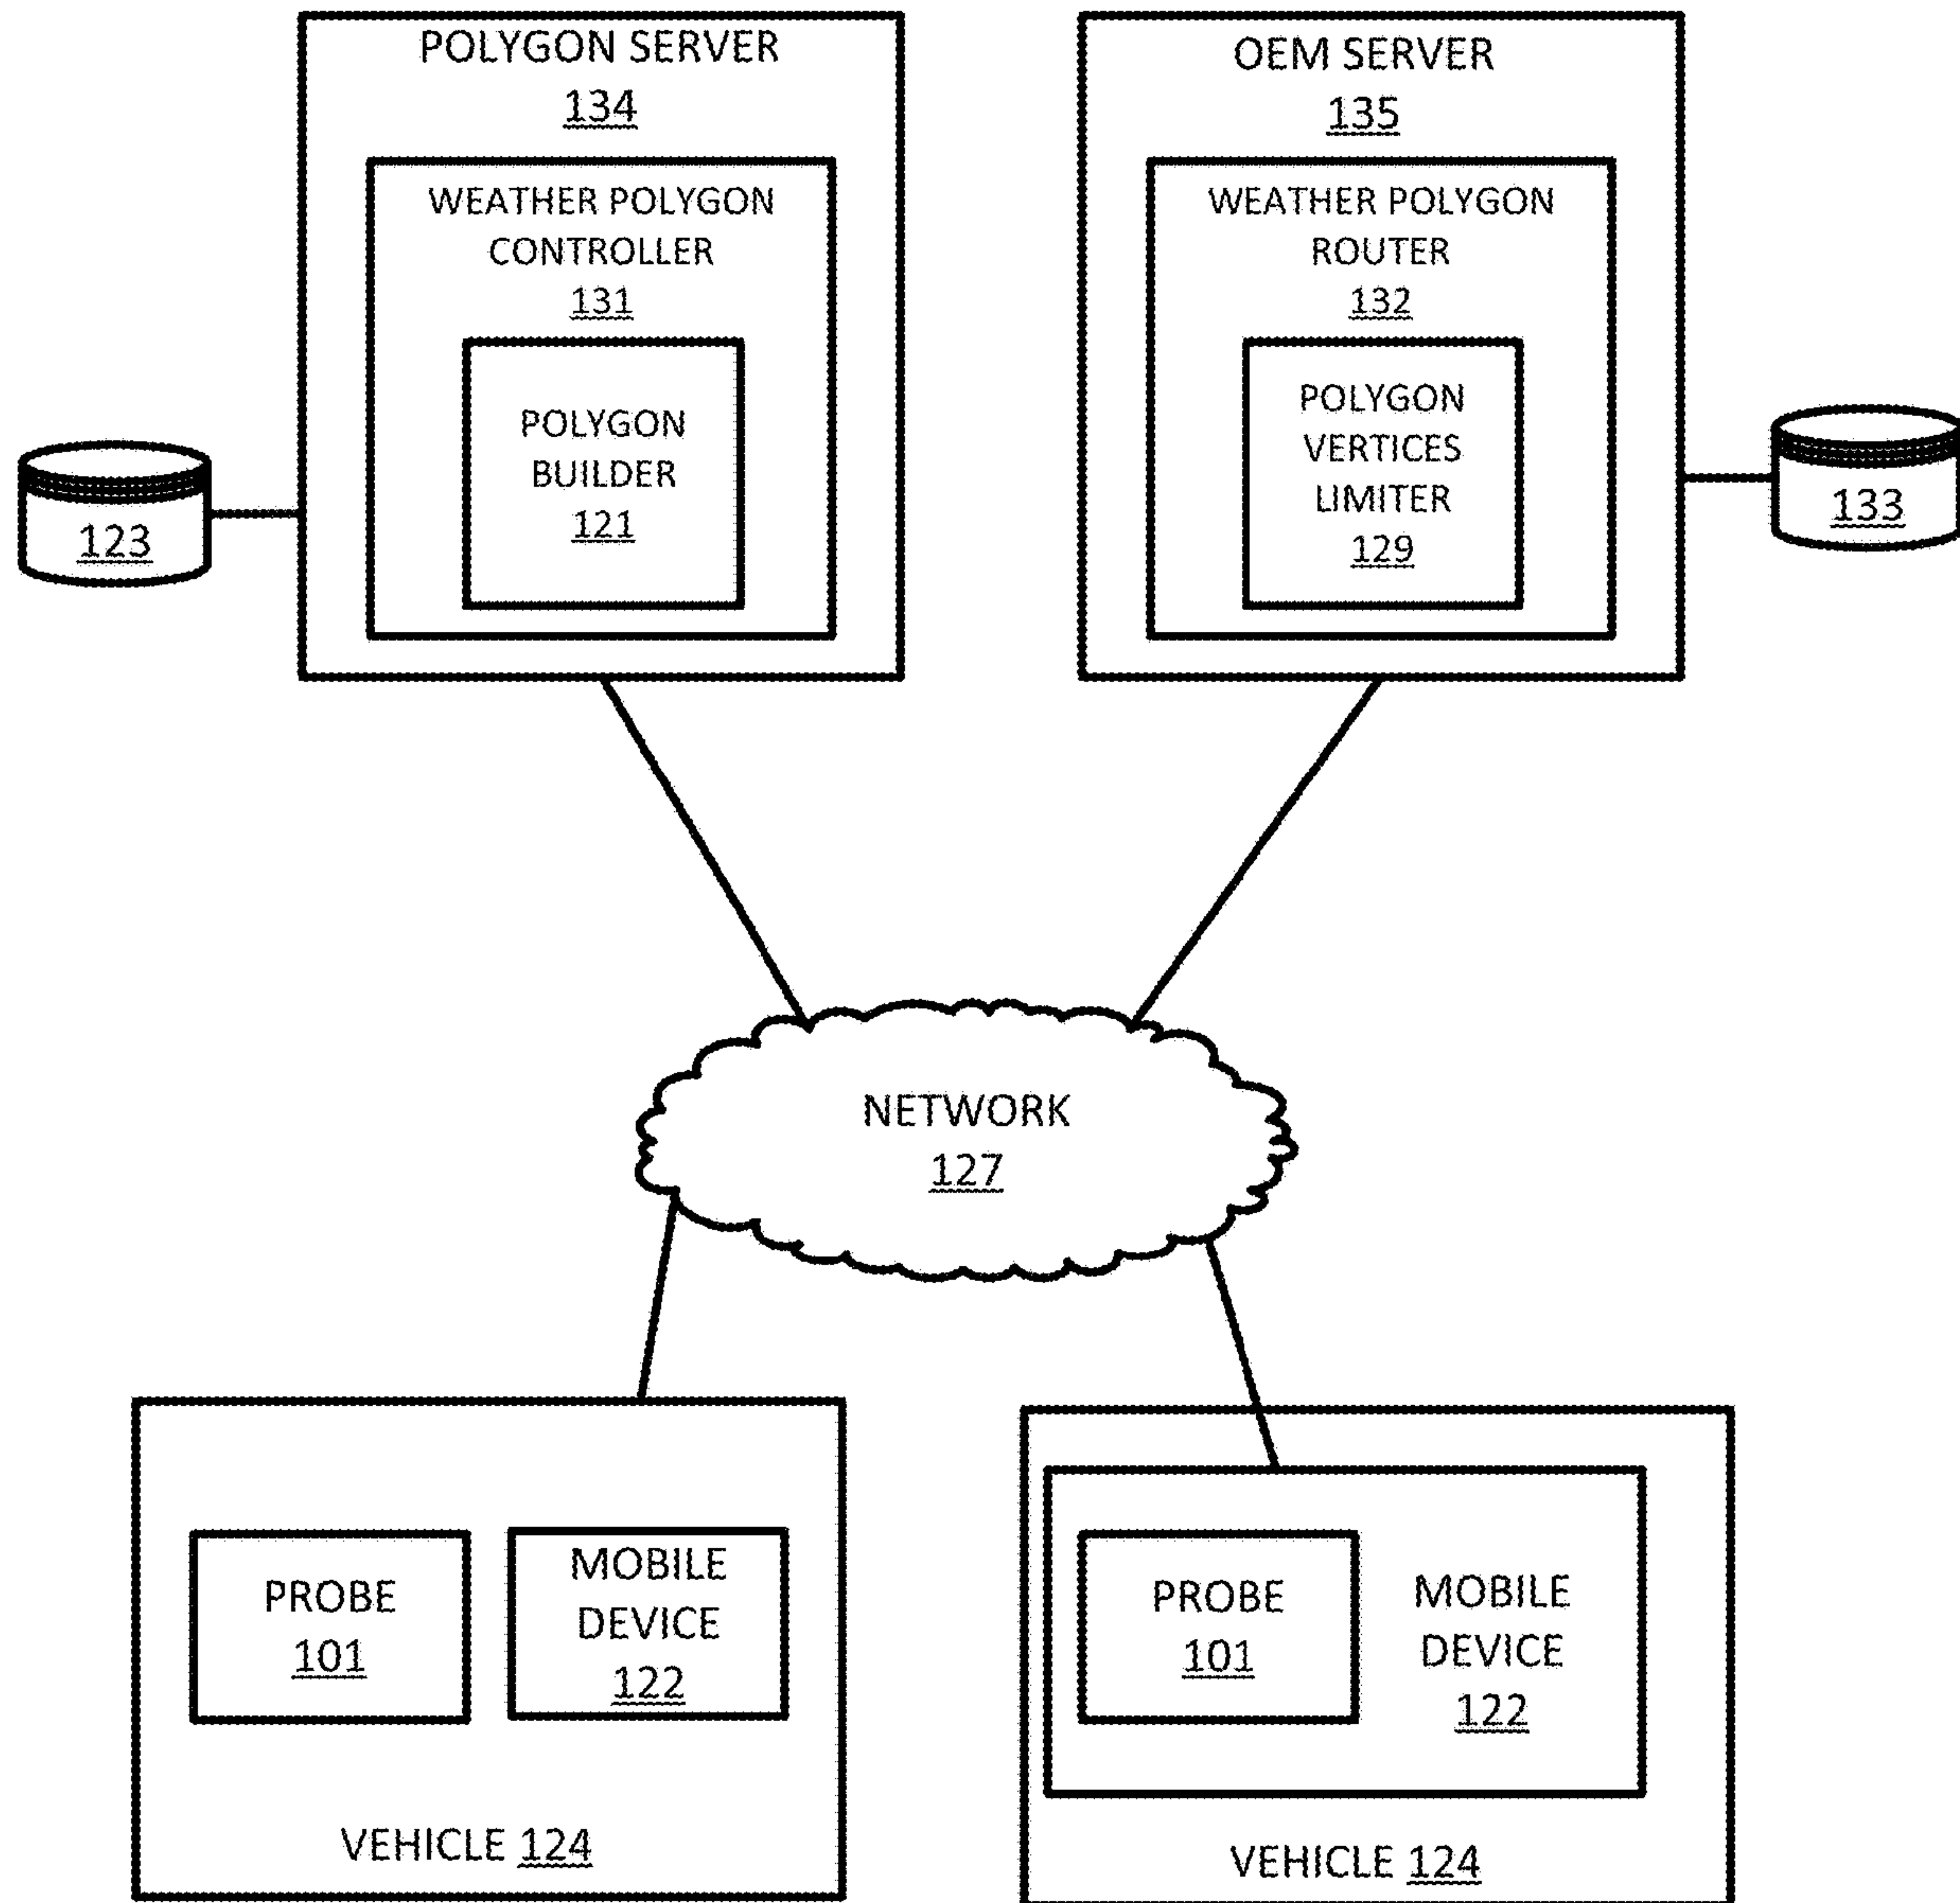 POLYGON SERVER
134
WEATHER POLYGON
CONTROLLER
131
POLYGON
BUILDER
121
123
OEM SERVER
135
WEATHER POLYGON
ROUTER
132
POLYGON
VERTICES
LIMITER
129
133
NETWORK
127
PROBE
101
MOBILE
DEVICE
122
VEHICLE 124
PROBE
101
MOBILE
DEVICE
122
VEHICLE 124